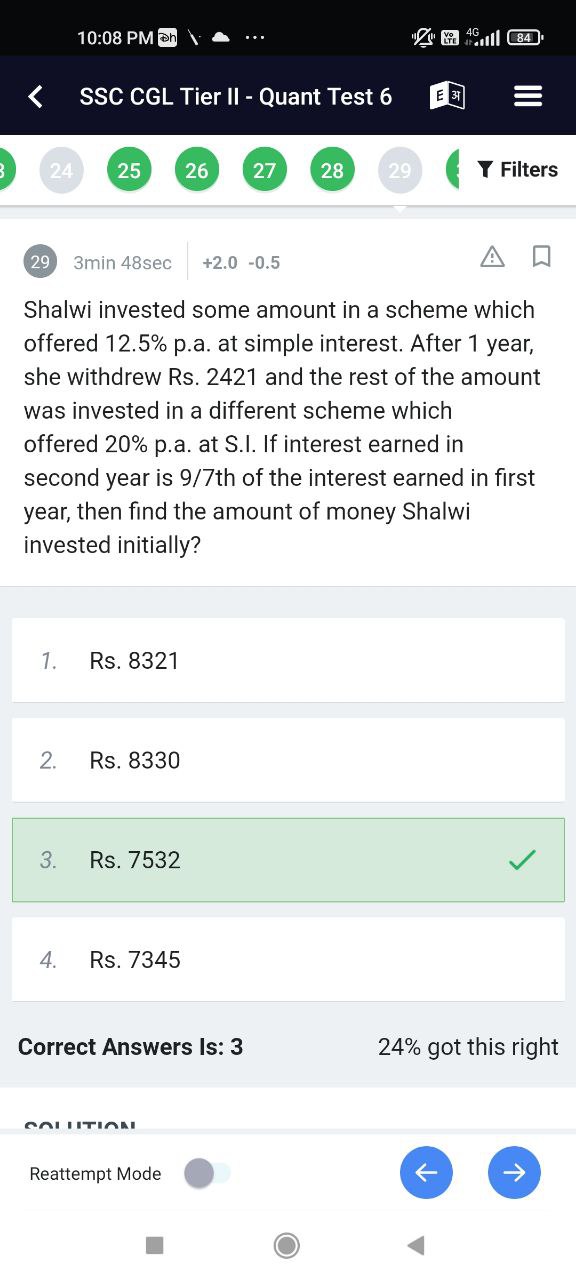 10:08 PM
Vo LTE 4G 84
SSC CGL Tier II - Quant Test 6 E अ
24 25 26 27 28 29 Filters
29 3min 48sec +2.0 -0.5
Shalwi invested some amount in a scheme which
offered 12.5% p.a. at simple interest. After 1 year,
she withdrew Rs. 2421 and the rest of the amount
was invested in a different scheme which
offered 20% p.a. at S.I. If interest earned in
second year is 9/7th of the interest earned in first
year, then find the amount of money Shalwi
invested initially?
1. Rs. 8321
2. Rs. 8330
3. Rs. 7532
4. Rs. 7345
Correct Answers Is: 3 24% got this right
SOLUTION
Reattempt Mode